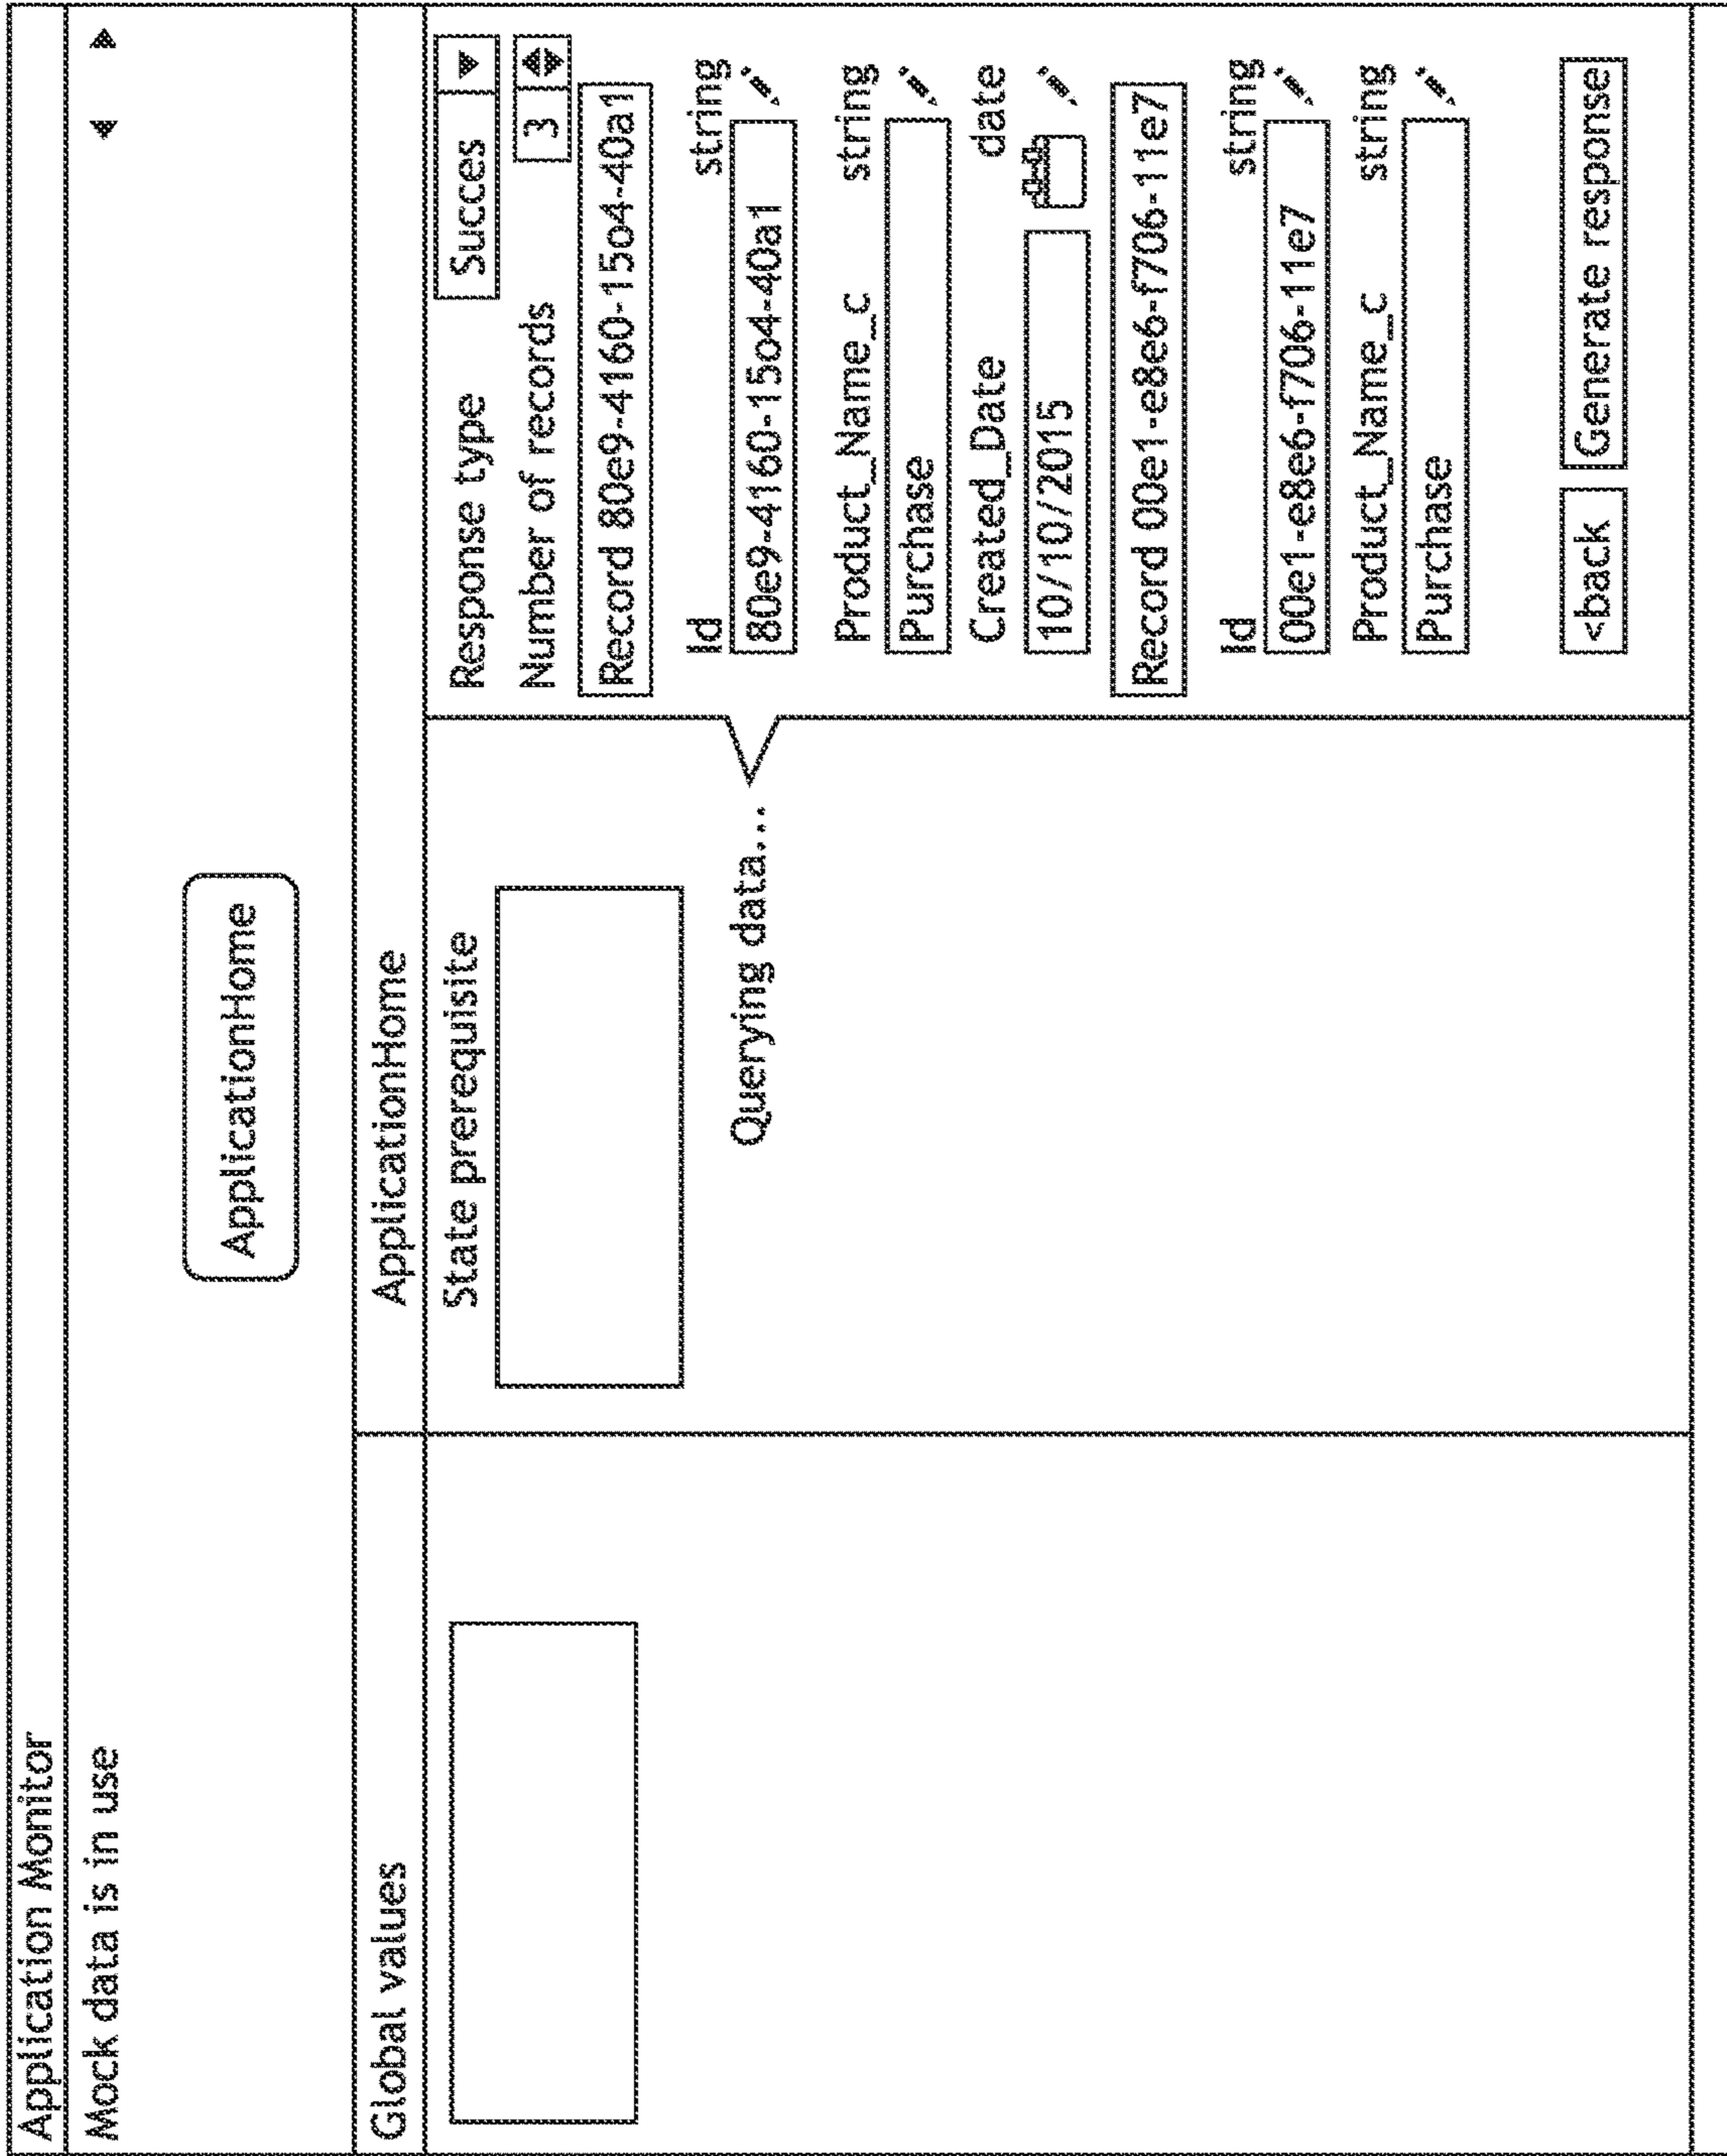 Application Monitor
Mock data is in use
ApplicationHome
Global values
ApplicationHome
State prerequisite
Querying data...
Response type Succes
Number of records 3
Record 80e9-4160-15o4-40a1
Id string
80e9-4160-15o4-40a1
Product_Name_c string
Purchase
Created_Date date
10/10/2015
Record 00e1-e8e6-f706-11e7
Id string
00e1-e8e6-f706-11e7
Product_Name_c string
Purchase
<back Generate response